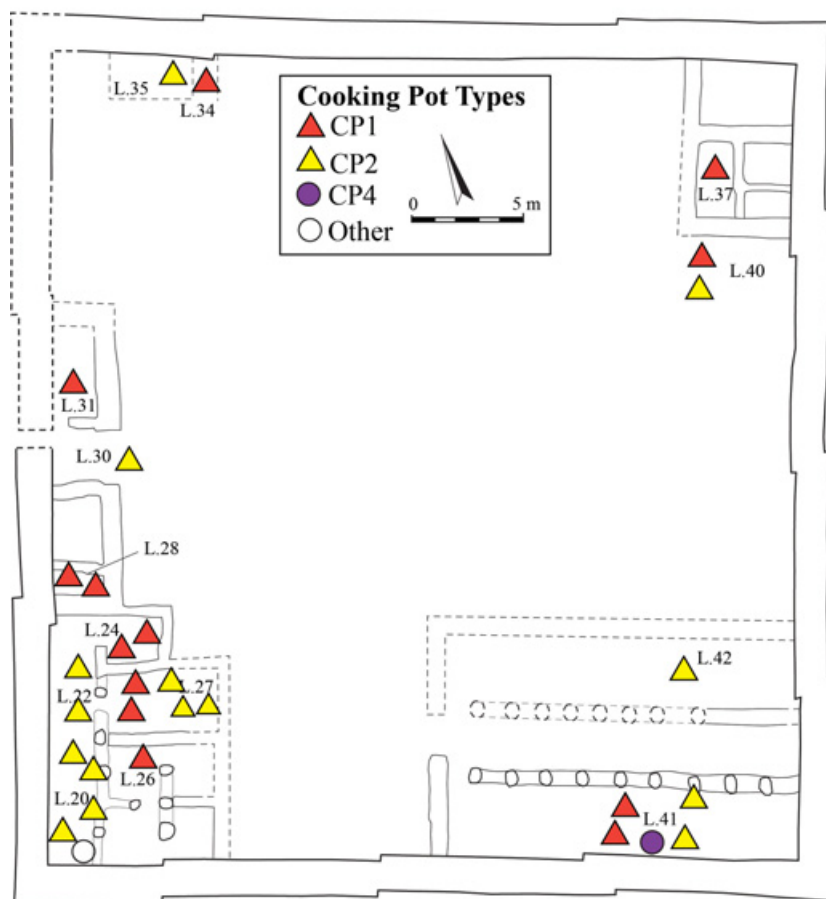 L.35
L.34
Cooking Pot Types
CP1
CP2
CP4
0 5 m
Other
L.37
L.40
L.31
L.30
L.28
L.24
L.42
L.22
L.27
L.26
L.20
L.41